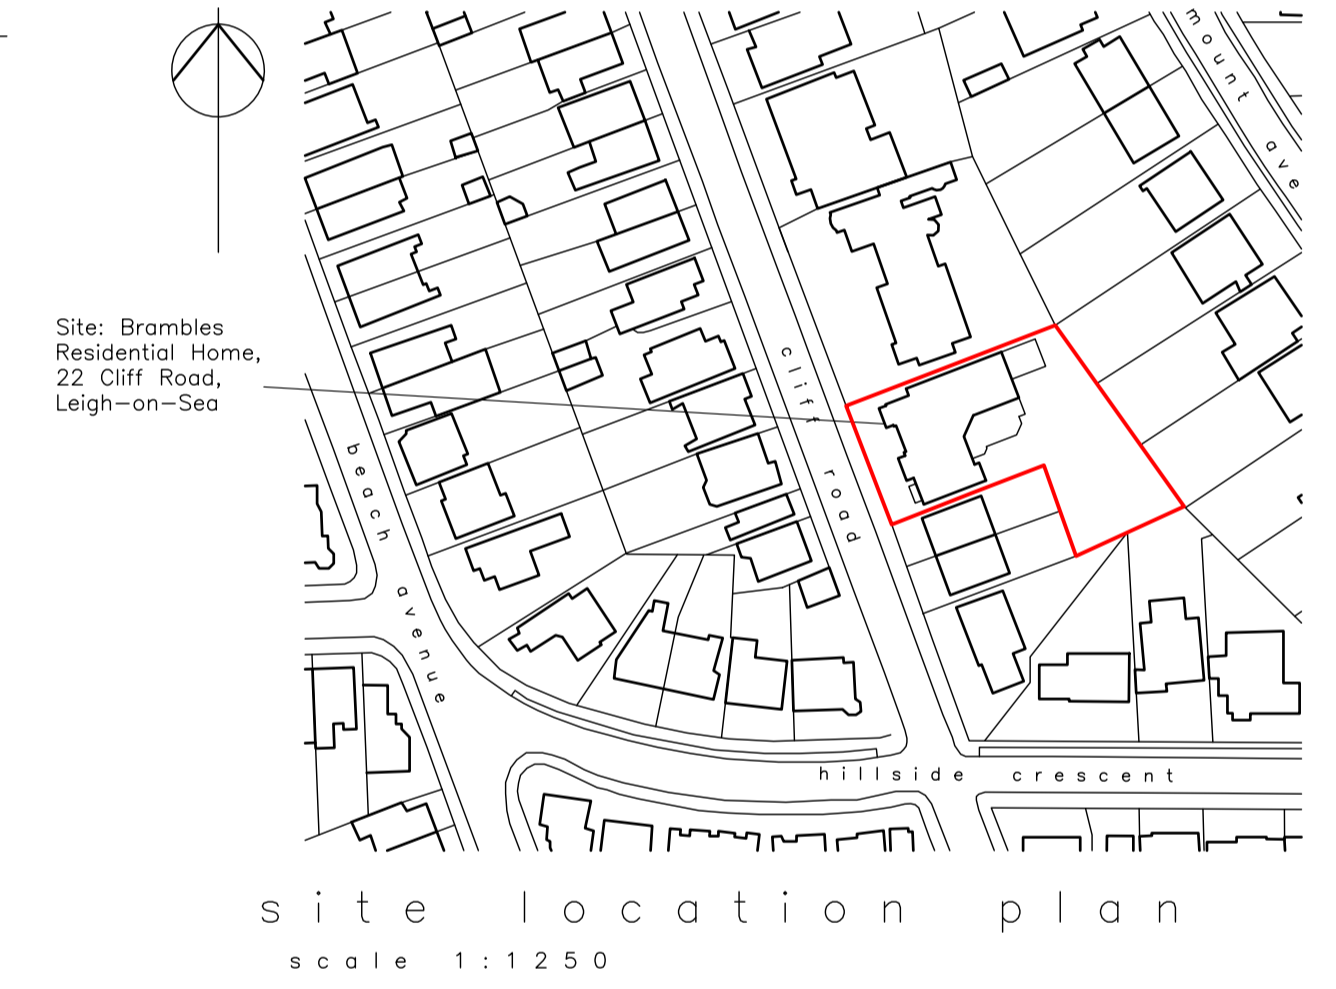 mount ave
Site: Brambles
Residential Home,
22 Cliff Road,
Leigh-on-Sea
cliff road
beach avenue
hillside crescent
site location plan
scale 1:1250